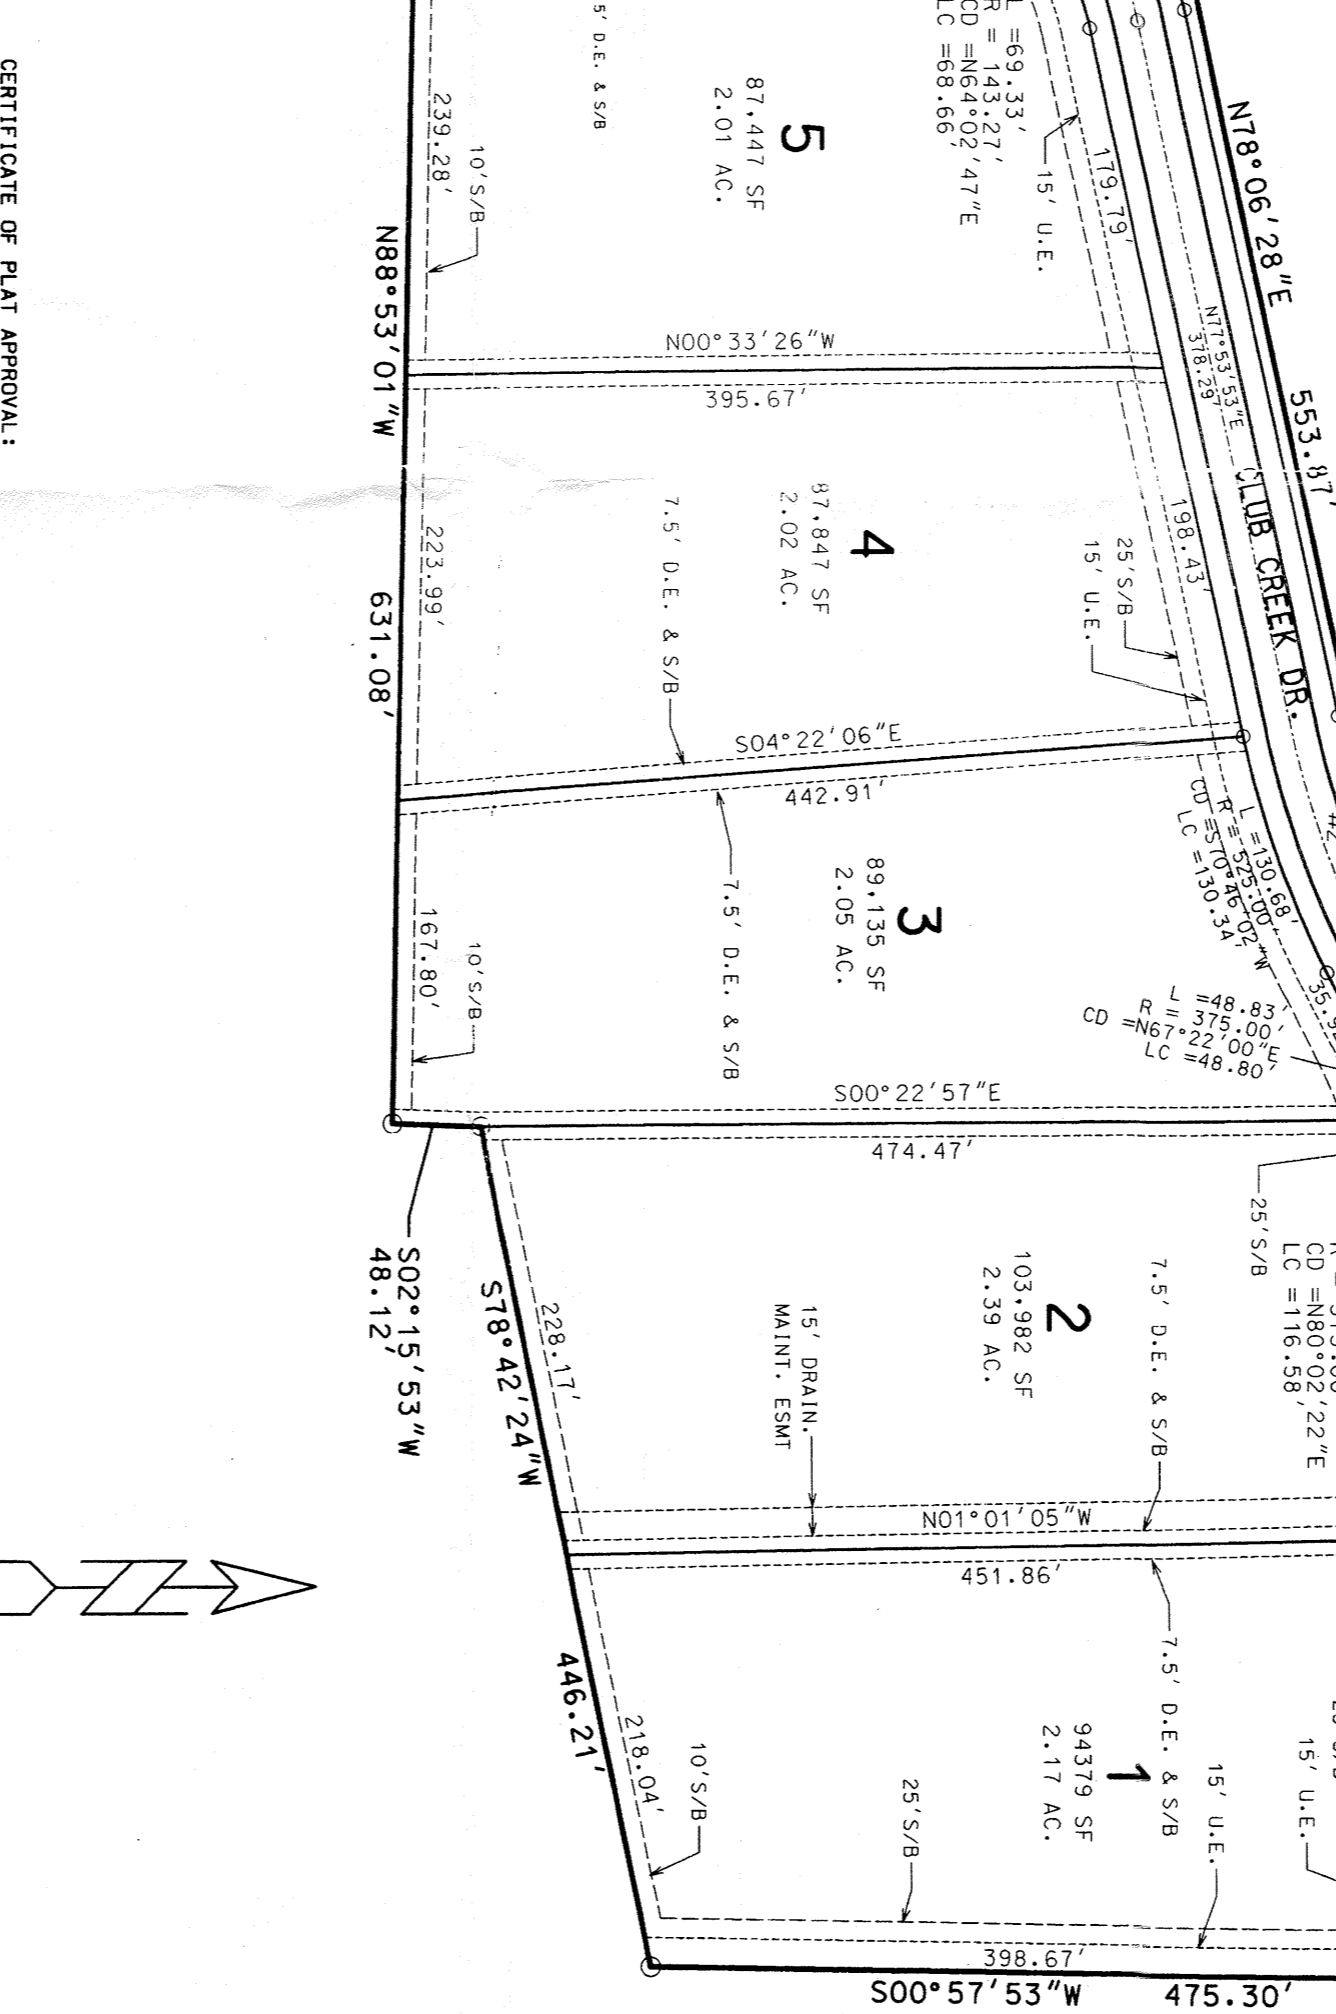 N78°06'28"E
553.87'
N77°53'53"E
378.29'
CLUB CREEK DR.
L =69.33'
R = 143.27'
CD =N64°02'47"E
LC =68.66'
179.79'
15' U.E.
5
87,447 SF
2.01 AC.
5' D.E. & S/B
10'S/B
239.28'
N88°53'01"W
631.08'
N00°33'26"W
395.67'
198.43'
25'S/B
15' U.E.
4
87,847 SF
2.02 AC.
7.5' D.E. & S/B
223.99'
S04°22'06"E
442.91'
L =130.68'
R = 525.00'
CD =S70°46'02"W
LC =130.34'
L =48.83'
R = 375.00'
CD =N67°22'00"E
LC =48.80'
3
89,135 SF
2.05 AC.
7.5' D.E. & S/B
10'S/B
167.80'
S00°22'57"E
474.47'
25'S/B
CD =N80°02'22"E
LC =116.58'
7.5' D.E. & S/B
2
103,982 SF
2.39 AC.
15' DRAIN.
MAINT. ESMT
228.17'
S78°42'24"W
446.21'
S02°15'53"W
48.12'
N01°01'05"W
451.86'
15' U.E.
15' U.E.
7.5' D.E. & S/B
1
94379 SF
2.17 AC.
25'S/B
10'S/B
218.04'
398.67'
S00°57'53"W
475.30'
CERTIFICATE OF PLAT APPROVAL: